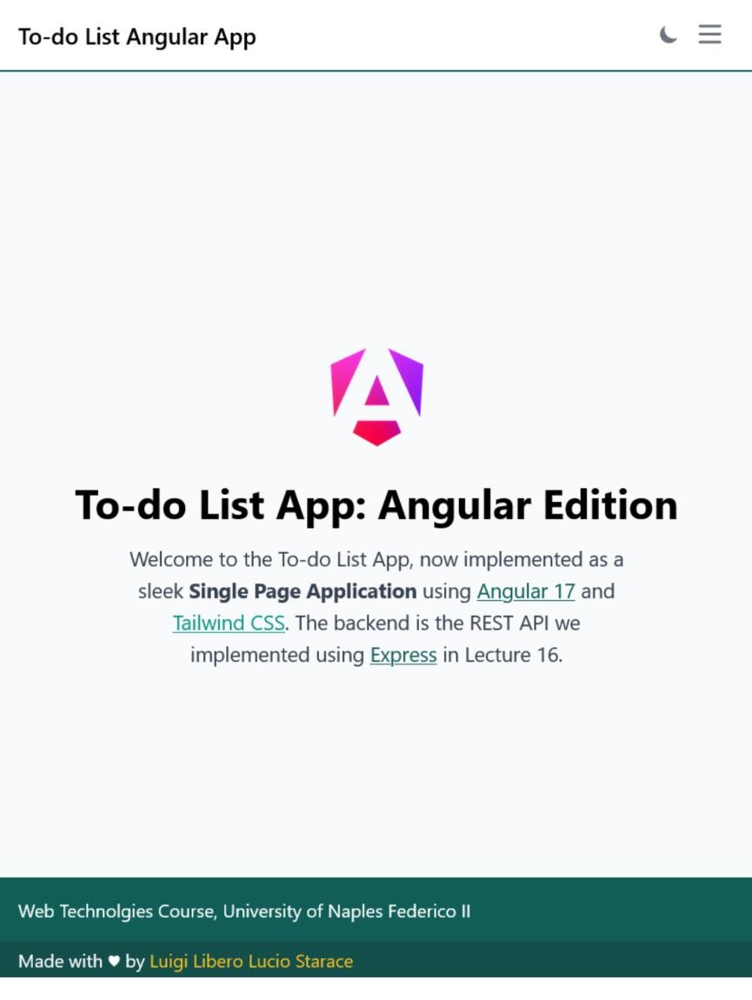 To-do List Angular App
To-do List App: Angular Edition
Welcome to the To-do List App, now implemented as a
sleek Single Page Application using Angular 17 and
Tailwind CSS. The backend is the REST API we
implemented using Express in Lecture 16.
Web Technolgies Course, University of Naples Federico II
Made with ♥ by Luigi Libero Lucio Starace